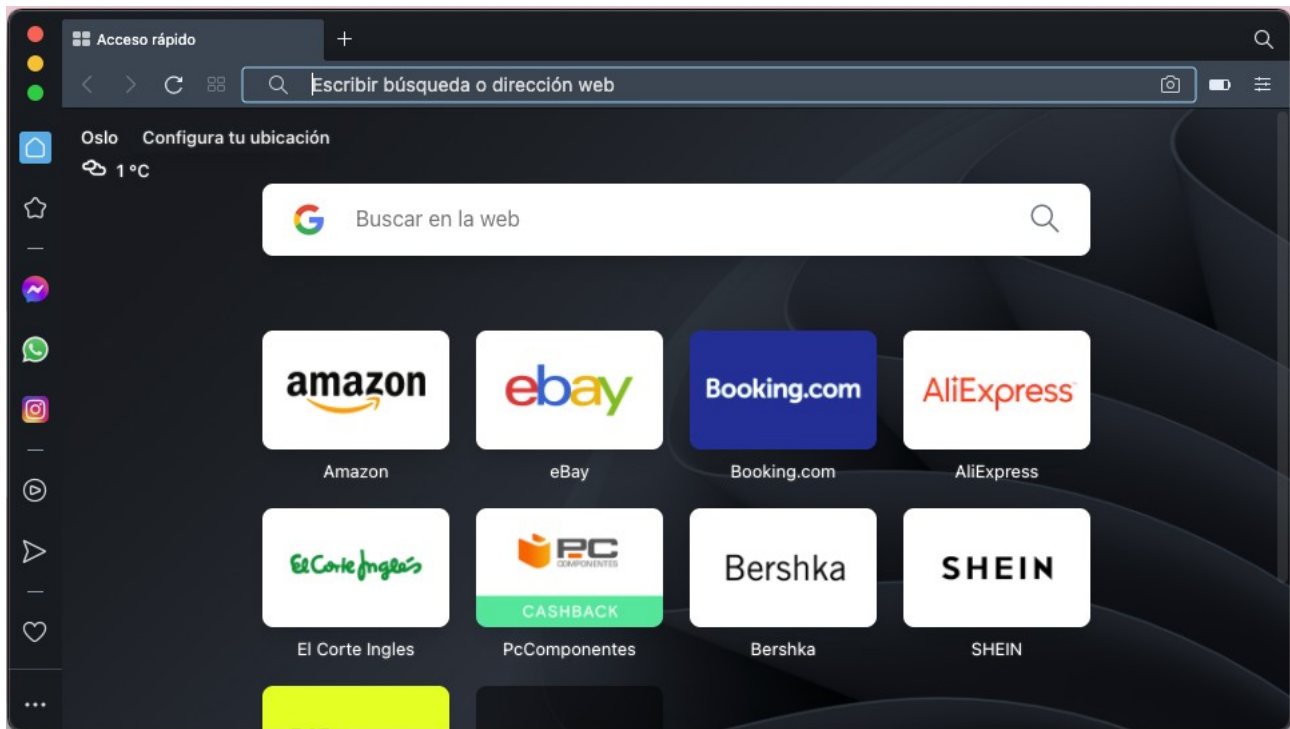 Acceso rápido
Escribir búsqueda o dirección web
Oslo Configura tu ubicación
1 °C
Buscar en la web
amazon ebay Booking.com AliExpress
Amazon eBay Booking.com AliExpress
El Corte Inglés PC COMPONENTES Bershka SHEIN
CASHBACK
El Corte Ingles PcComponentes Bershka SHEIN